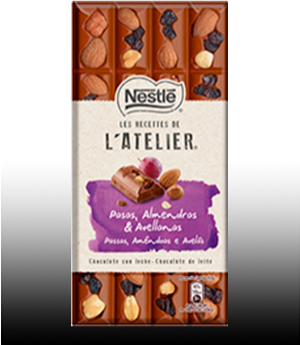 Nestlé
LES RECETTES DE
L'ATELIER®
Pasas, Almendras
& Avellanas
Passas, Amêndoas e Avelãs
Chocolate con leche - Chocolate de leite